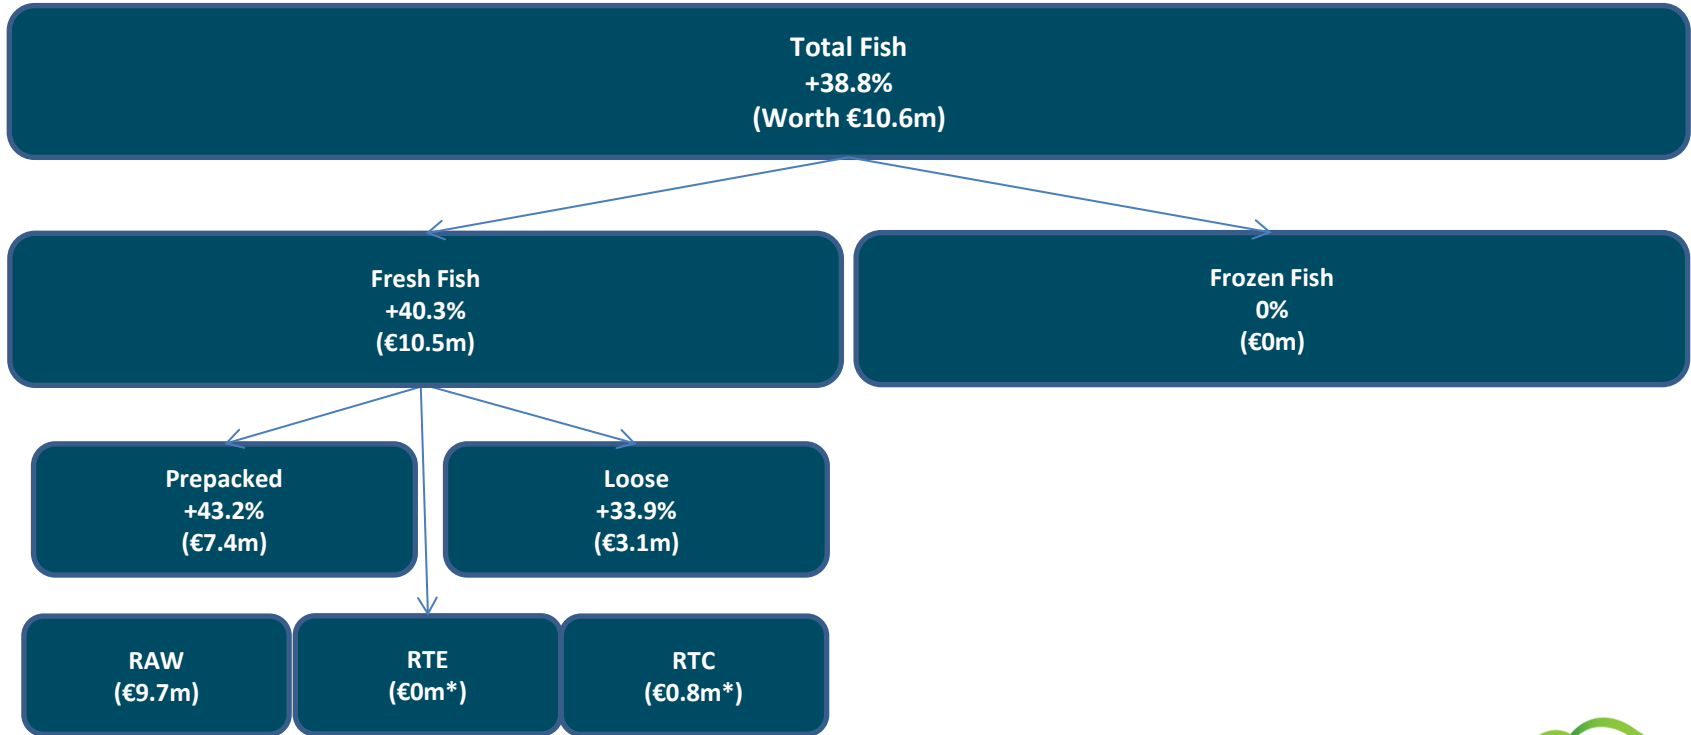 Total Fish
+38.8%
(Worth €10.6m)
Fresh Fish
+40.3%
(€10.5m)
Frozen Fish
0%
(€0m)
Prepacked
+43.2%
(€7.4m)
Loose
+33.9%
(€3.1m)
RAW
(€9.7m)
RTE
(€0m*)
RTC
(€0.8m*)